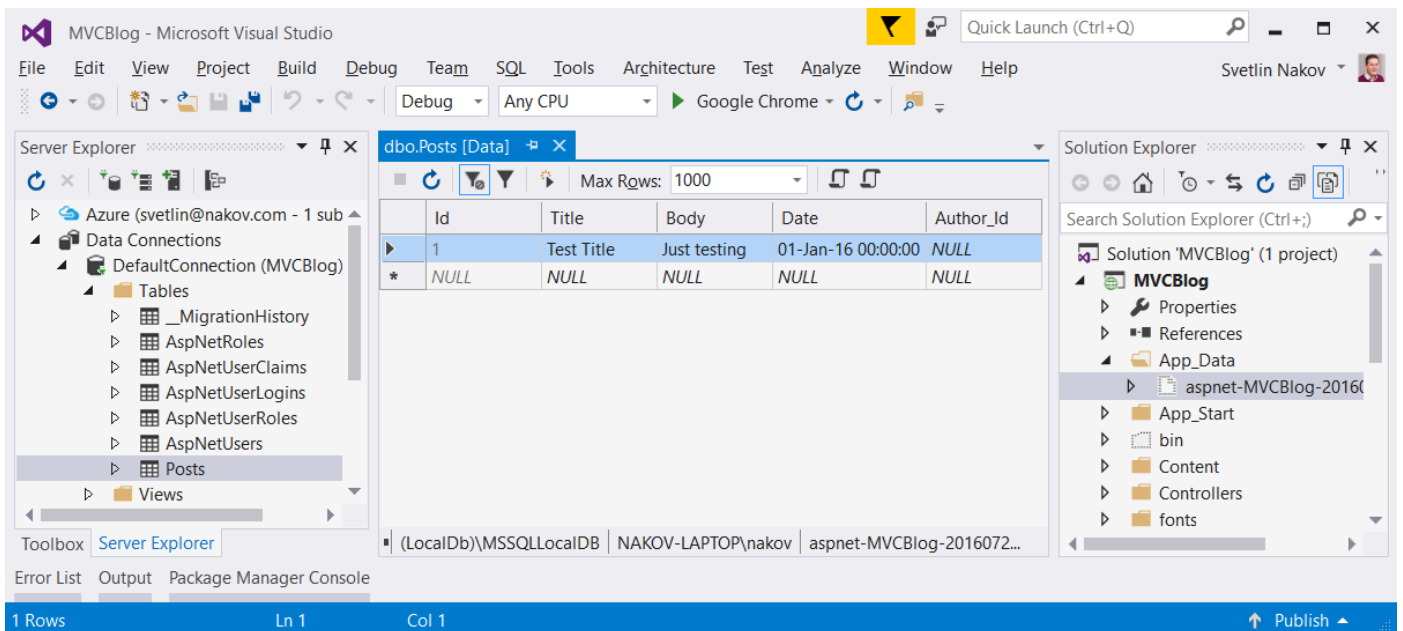 MVCBlog - Microsoft Visual Studio
Quick Launch (Ctrl+Q)
File Edit View Project Build Debug Team SQL Tools Architecture Test Analyze Window Help
Svetlin Nakov
Debug Any CPU Google Chrome
Server Explorer
Azure (svetlin@nakov.com - 1 sub
Data Connections
DefaultConnection (MVCBlog)
Tables
__MigrationHistory
AspNetRoles
AspNetUserClaims
AspNetUserLogins
AspNetUserRoles
AspNetUsers
Posts
Views
Toolbox Server Explorer
dbo.Posts [Data]
Max Rows: 1000
Id Title Body Date Author_Id
1 Test Title Just testing 01-Jan-16 00:00:00 NULL
* NULL NULL NULL NULL NULL
(LocalDb)\MSSQLLocalDB NAKOV-LAPTOP\nakov aspnet-MVCBlog-2016072...
Solution Explorer
Search Solution Explorer (Ctrl+;)
Solution 'MVCBlog' (1 project)
MVCBlog
Properties
References
App_Data
aspnet-MVCBlog-2016
App_Start
bin
Content
Controllers
fonts
Error List Output Package Manager Console
1 Rows Ln 1 Col 1 Publish